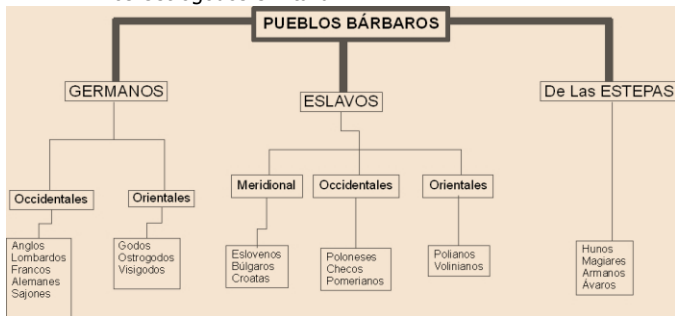 PUEBLOS BÁRBAROS
GERMANOS
ESLAVOS
De Las ESTEPAS
Occidentales
Orientales
Meridional
Occidentales
Orientales
Anglos
Lombardos
Francos
Alemanes
Sajones
Godos
Ostrogodos
Visigodos
Eslovenos
Búlgaros
Croatas
Poloneses
Checos
Pomerianos
Polianos
Volinianos
Hunos
Magiares
Armanos
Ávaros